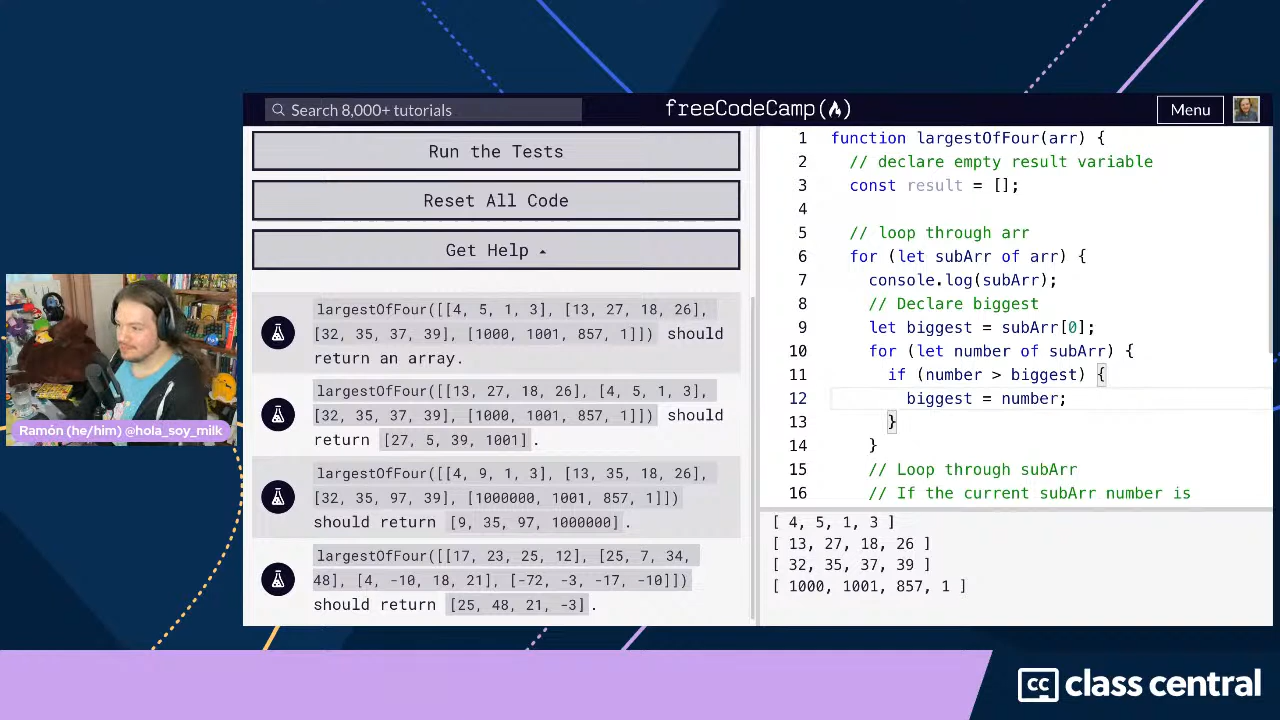 Search 8,000+ tutorials
freeCodeCamp
Menu
Run the Tests
Reset All Code
Get Help
largestOfFour([[4, 5, 1, 3], [13, 27, 18, 26],
[32, 35, 37, 39], [1000, 1001, 857, 1]]) should
return an array.
largestOfFour([[13, 27, 18, 26], [4, 5, 1, 3],
[32, 35, 37, 39], [1000, 1001, 857, 1]]) should
return [27, 5, 39, 1001].
largestOfFour([[4, 9, 1, 3], [13, 35, 18, 26],
[32, 35, 97, 39], [1000000, 1001, 857, 1]])
should return [9, 35, 97, 1000000].
largestOfFour([[17, 23, 25, 12], [25, 7, 34,
48], [4, -10, 18, 21], [-72, -3, -17, -10]])
should return [25, 48, 21, -3].
1 function largestOfFour(arr) {
2 // declare empty result variable
3 const result = [];
4
5 // loop through arr
6 for (let subArr of arr) {
7 console.log(subArr);
8 // Declare biggest
9 let biggest = subArr[0];
10 for (let number of subArr) {
11 if (number > biggest) {
12 biggest = number;
13 }
14 }
15 // Loop through subArr
16 // If the current subArr number is
[ 4, 5, 1, 3 ]
[ 13, 27, 18, 26 ]
[ 32, 35, 37, 39 ]
[ 1000, 1001, 857, 1 ]
Ramón (he/him) @hola_soy_milk
cc class central